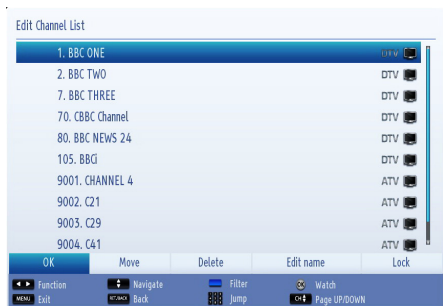 Edit Channel List
1. BBC ONE DTV
2. BBC TWO DTV
7. BBC THREE DTV
70. CBBC Channel DTV
80. BBC NEWS 24 DTV
105. BBCi DTV
9001. CHANNEL 4 ATV
9002. C21 ATV
9003. C29 ATV
9004. C41 ATV
OK Move Delete Edit name Lock
Function Navigate Filter OK Watch
MENU Exit RET./BACK Back Jump CH Page UP/DOWN